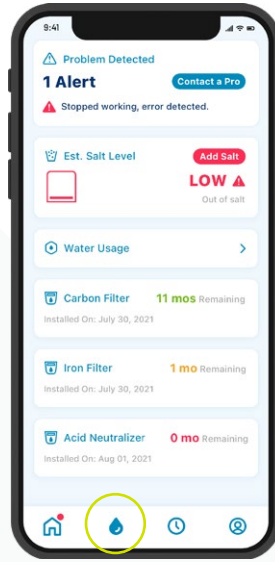 9:41
Problem Detected
1 Alert Contact a Pro
Stopped working, error detected.
Est. Salt Level Add Salt
LOW
Out of salt
Water Usage
Carbon Filter 11 mos Remaining
Installed On: July 30, 2021
Iron Filter 1 mo Remaining
Installed On: July 30, 2021
Acid Neutralizer 0 mo Remaining
Installed On: Aug 01, 2021